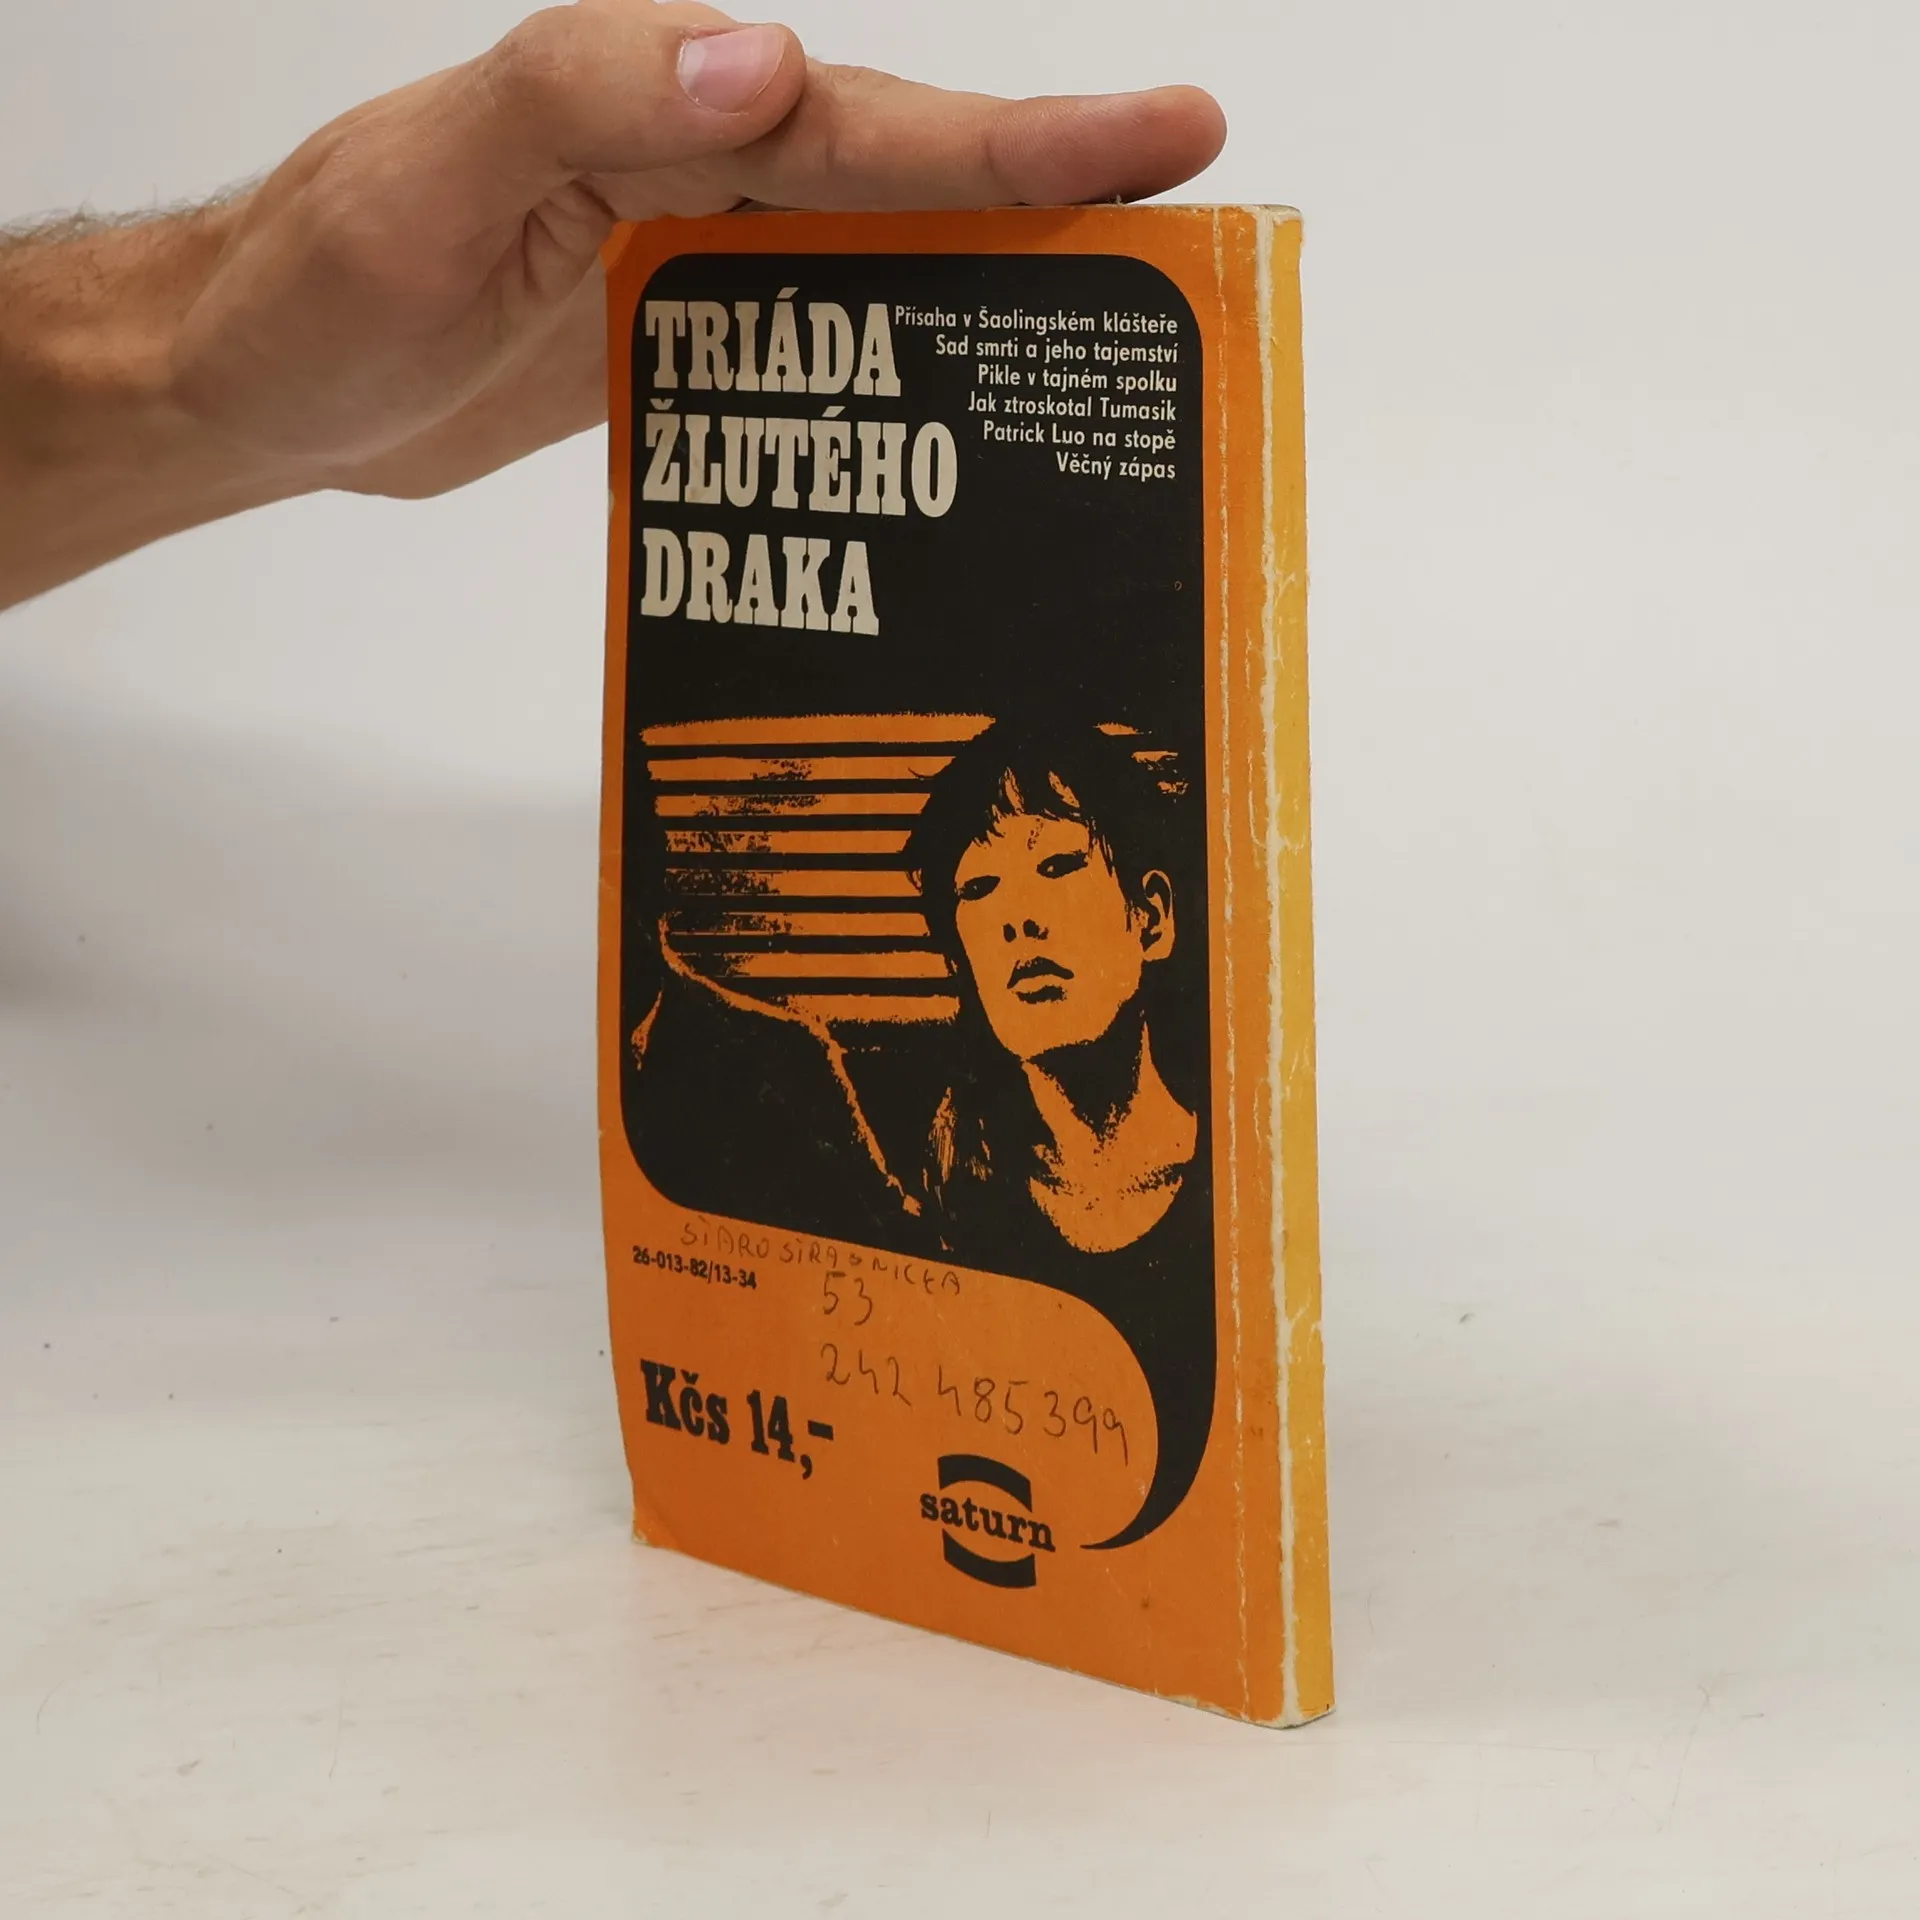 TRIÁDA
ŽLUTÉHO
DRAKA
Přísaha v Šaolingském klášteře
Sad smrti a jeho tajemství
Pikle v tajném spolku
Jak ztroskotal Tumasik
Patrick Luo na stopě
Věčný zápas
26-013-82/13-34
53
242 485399
Kčs 14,-
saturn